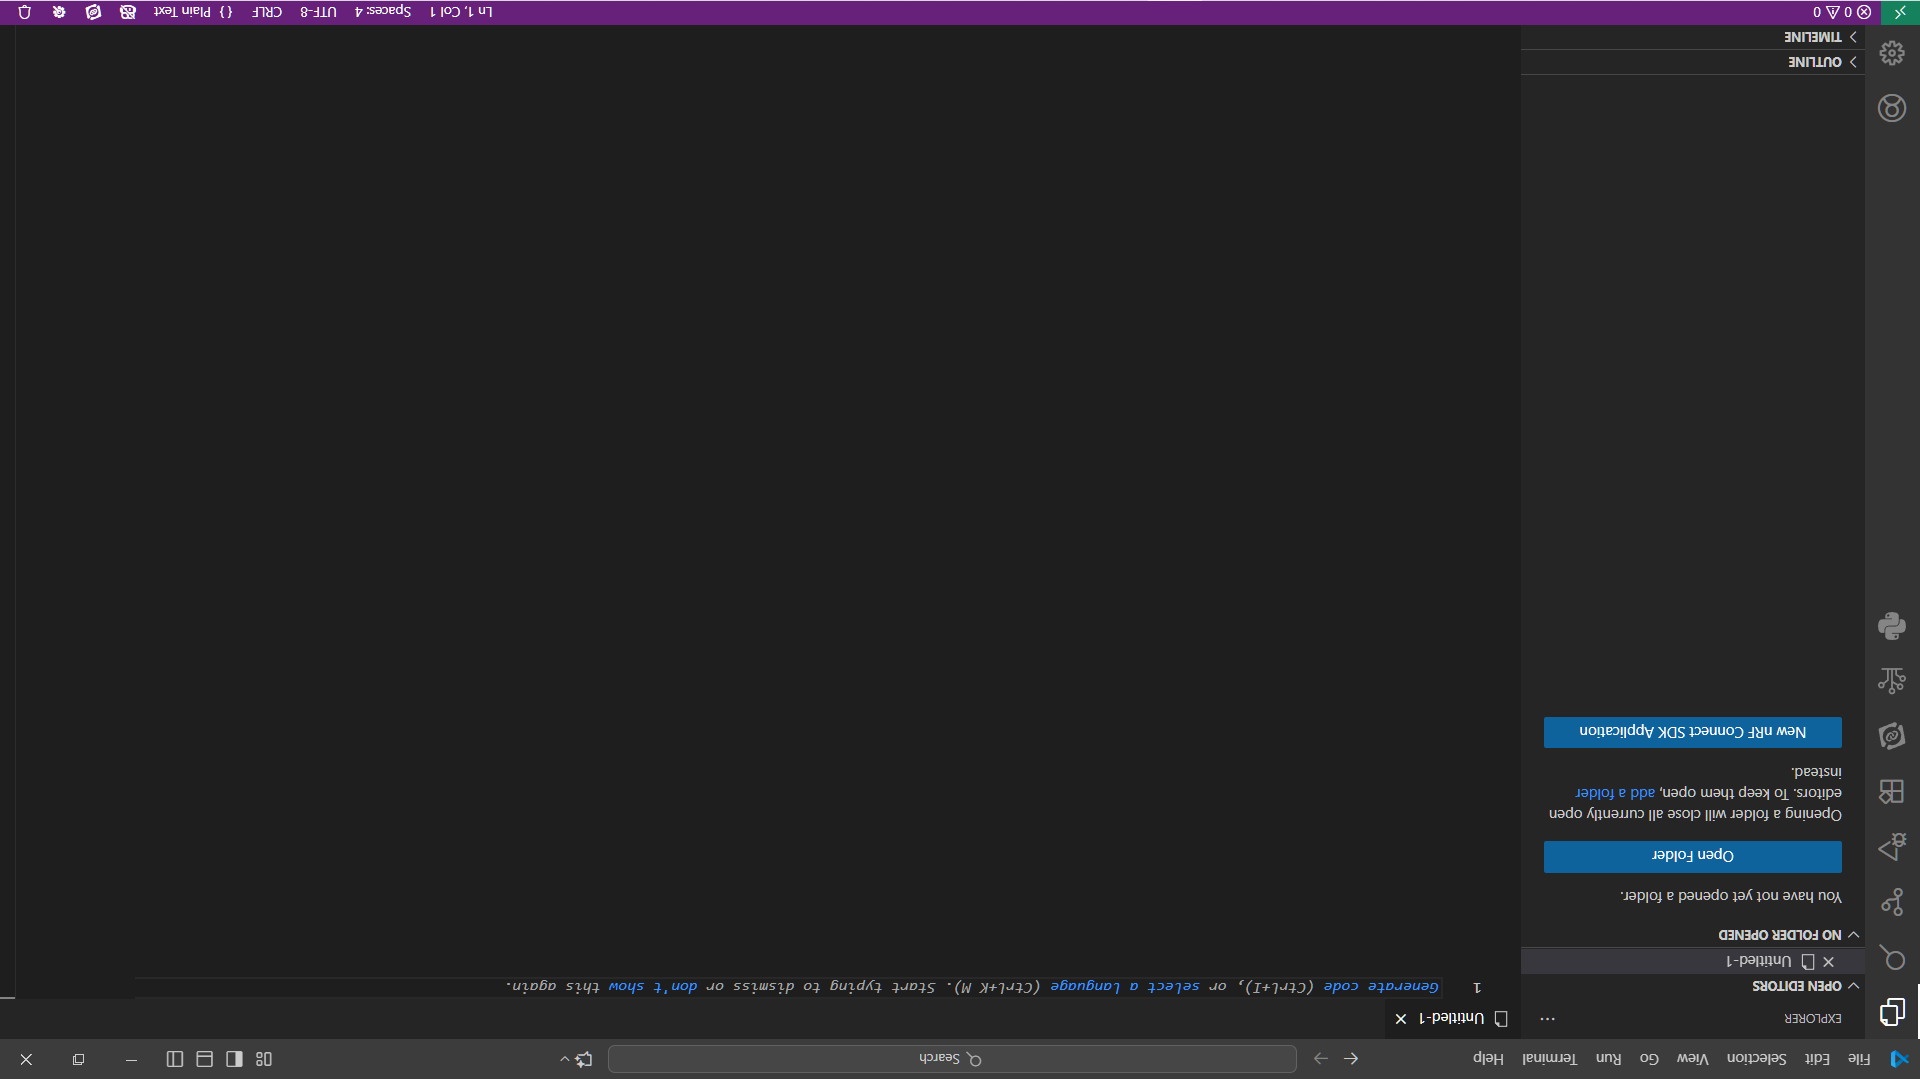 File Edit Selection View Go Run Terminal Help
Search
EXPLORER
OPEN EDITORS
Untitled-1
NO FOLDER OPENED
You have not yet opened a folder.
Open Folder
Opening a folder will close all currently open
editors. To keep them open, add a folder
instead.
New nRF Connect SDK Application
OUTLINE
TIMELINE
Untitled-1
1 Generate code (Ctrl+I), or select a language (Ctrl+K M). Start typing to dismiss or don't show this again.
0 0
Ln 1, Col 1 Spaces: 4 UTF-8 CRLF { } Plain Text